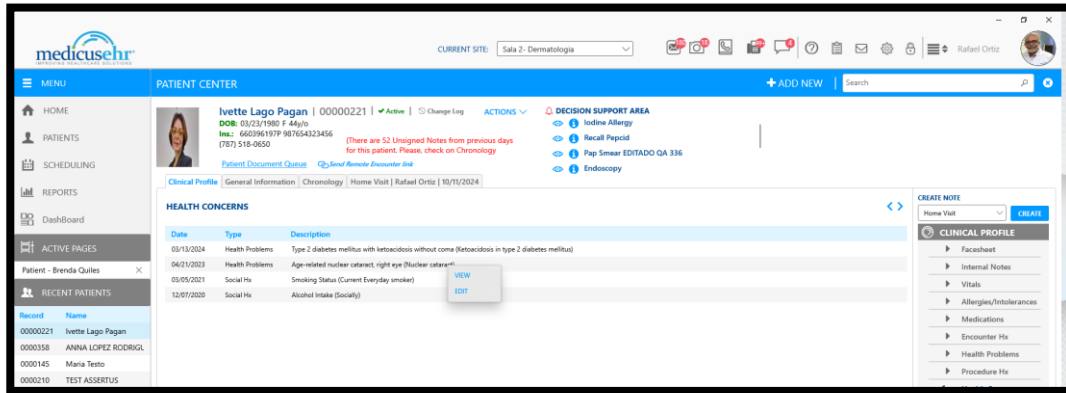 medicusehr
IMPROVING HEALTHCARE SOLUTIONS
CURRENT SITE: Sala 2- Dermatologia
Rafael Ortiz
MENU
PATIENT CENTER
+ ADD NEW
Search
HOME
PATIENTS
SCHEDULING
REPORTS
DashBoard
ACTIVE PAGES
Patient - Brenda Quiles
RECENT PATIENTS
Record Name
00000221 Ivette Lago Pagan
0000358 ANNA LOPEZ RODRIGU
0000145 Maria Testo
0000210 TEST ASSERTUS
Ivette Lago Pagan | 00000221 | Active | Change Log ACTIONS
DOB: 03/23/1980 F 44y/o
Ins.: 660396197P 987654323456
(787) 518-0650
(There are 52 Unsigned Notes from previous days
for this patient. Please, check on Chronology
Patient Document Queue Send Remote Encounter link
DECISION SUPPORT AREA
Iodine Allergy
Recall Pepcid
Pap Smear EDITADO QA 336
Endoscopy
Clinical Profile General Information Chronology Home Visit | Rafael Ortiz | 10/11/2024
HEALTH CONCERNS
Date Type Description
03/13/2024 Health Problems Type 2 diabetes mellitus with ketoacidosis without coma (Ketoacidosis in type 2 diabetes mellitus)
04/21/2023 Health Problems Age-related nuclear cataract, right eye (Nuclear cataract)
03/05/2021 Social Hx Smoking Status (Current Everyday smoker)
12/07/2020 Social Hx Alcohol Intake (Socially)
VIEW
EDIT
CREATE NOTE
Home Visit CREATE
CLINICAL PROFILE
Facesheet
Internal Notes
Vitals
Allergies/Intolerances
Medications
Encounter Hx
Health Problems
Procedure Hx